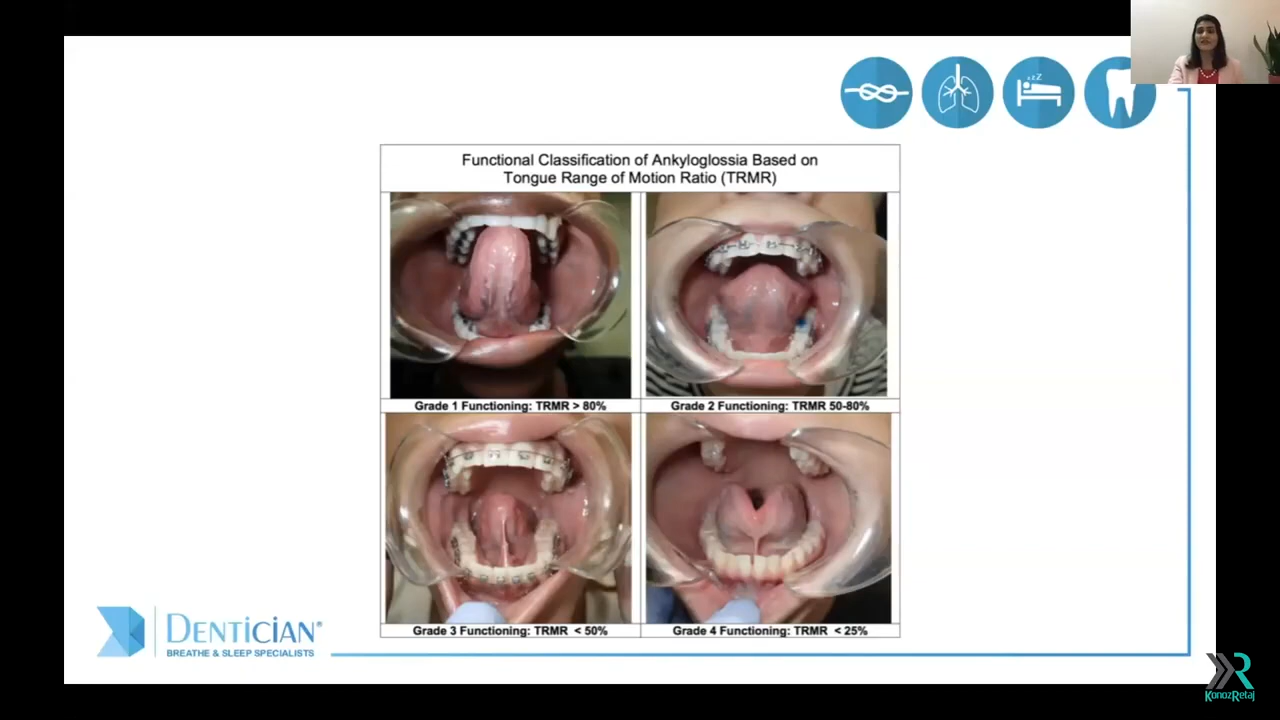 zZZ
Functional Classification of Ankyloglossia Based on
Tongue Range of Motion Ratio (TRMR)
Grade 1 Functioning: TRMR > 80%
Grade 2 Functioning: TRMR 50-80%
Grade 3 Functioning: TRMR < 50%
Grade 4 Functioning: TRMR < 25%
DENTICIAN®
BREATHE & SLEEP SPECIALISTS
KonozRetaj